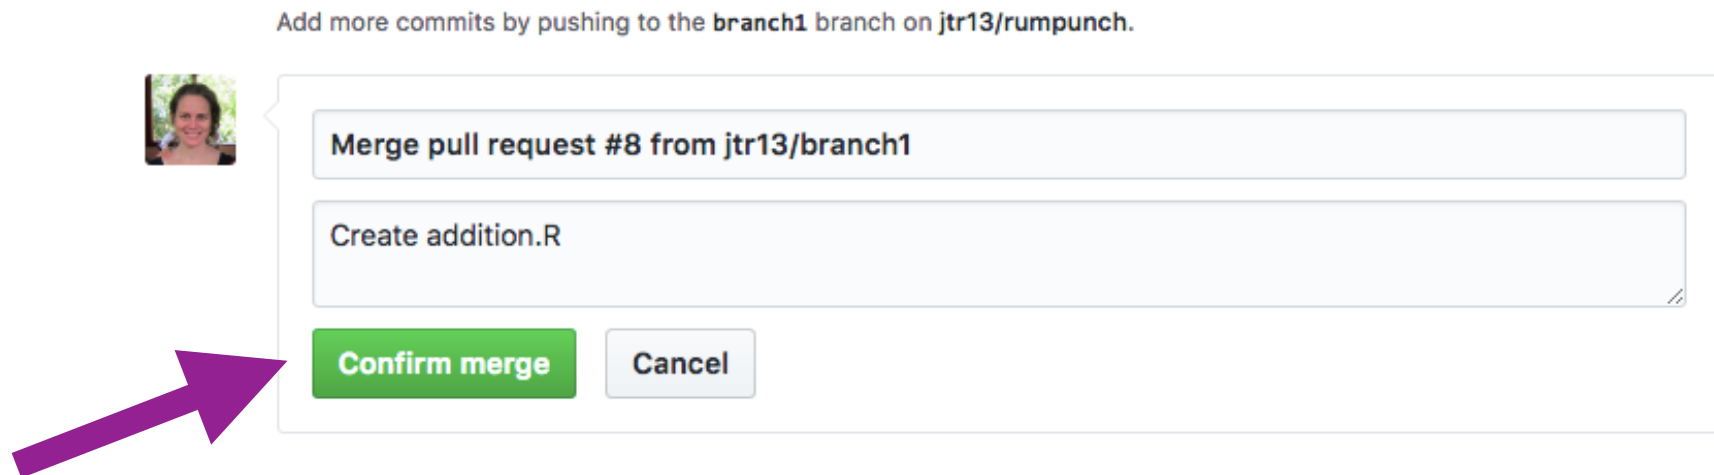 Add more commits by pushing to the branch1 branch on jtr13/rumpunch.
Merge pull request #8 from jtr13/branch1
Create addition.R
Confirm merge Cancel